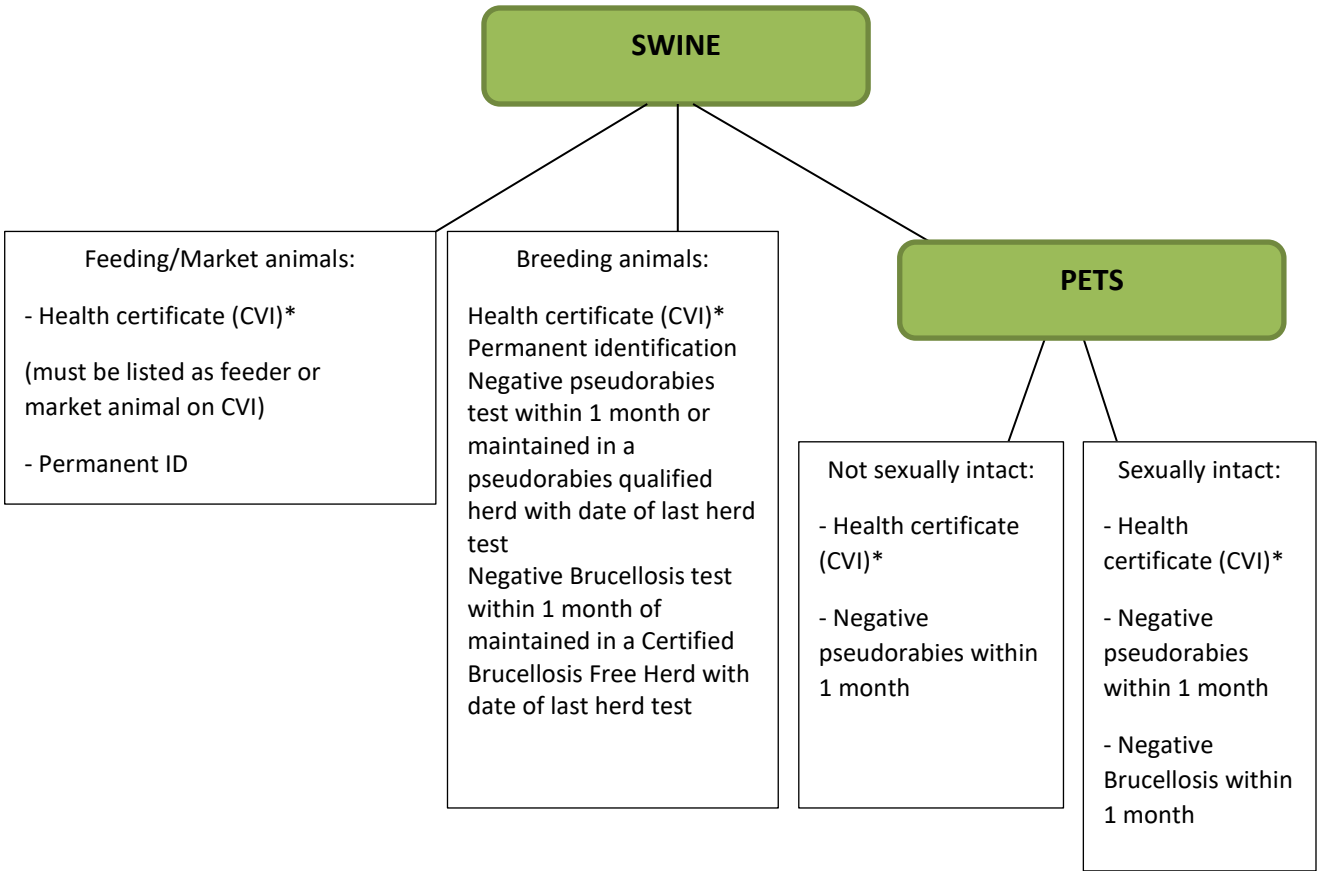 SWINE
Feeding/Market animals:
- Health certificate (CVI)*
(must be listed as feeder or
market animal on CVI)
- Permanent ID
Breeding animals:
Health certificate (CVI)*
Permanent identification
Negative pseudorabies
test within 1 month or
maintained in a
pseudorabies qualified
herd with date of last herd
test
Negative Brucellosis test
within 1 month of
maintained in a Certified
Brucellosis Free Herd with
date of last herd test
PETS
Not sexually intact:
- Health certificate
(CVI)*
- Negative
pseudorabies within
1 month
Sexually intact:
- Health
certificate (CVI)*
- Negative
pseudorabies
within 1 month
- Negative
Brucellosis within
1 month